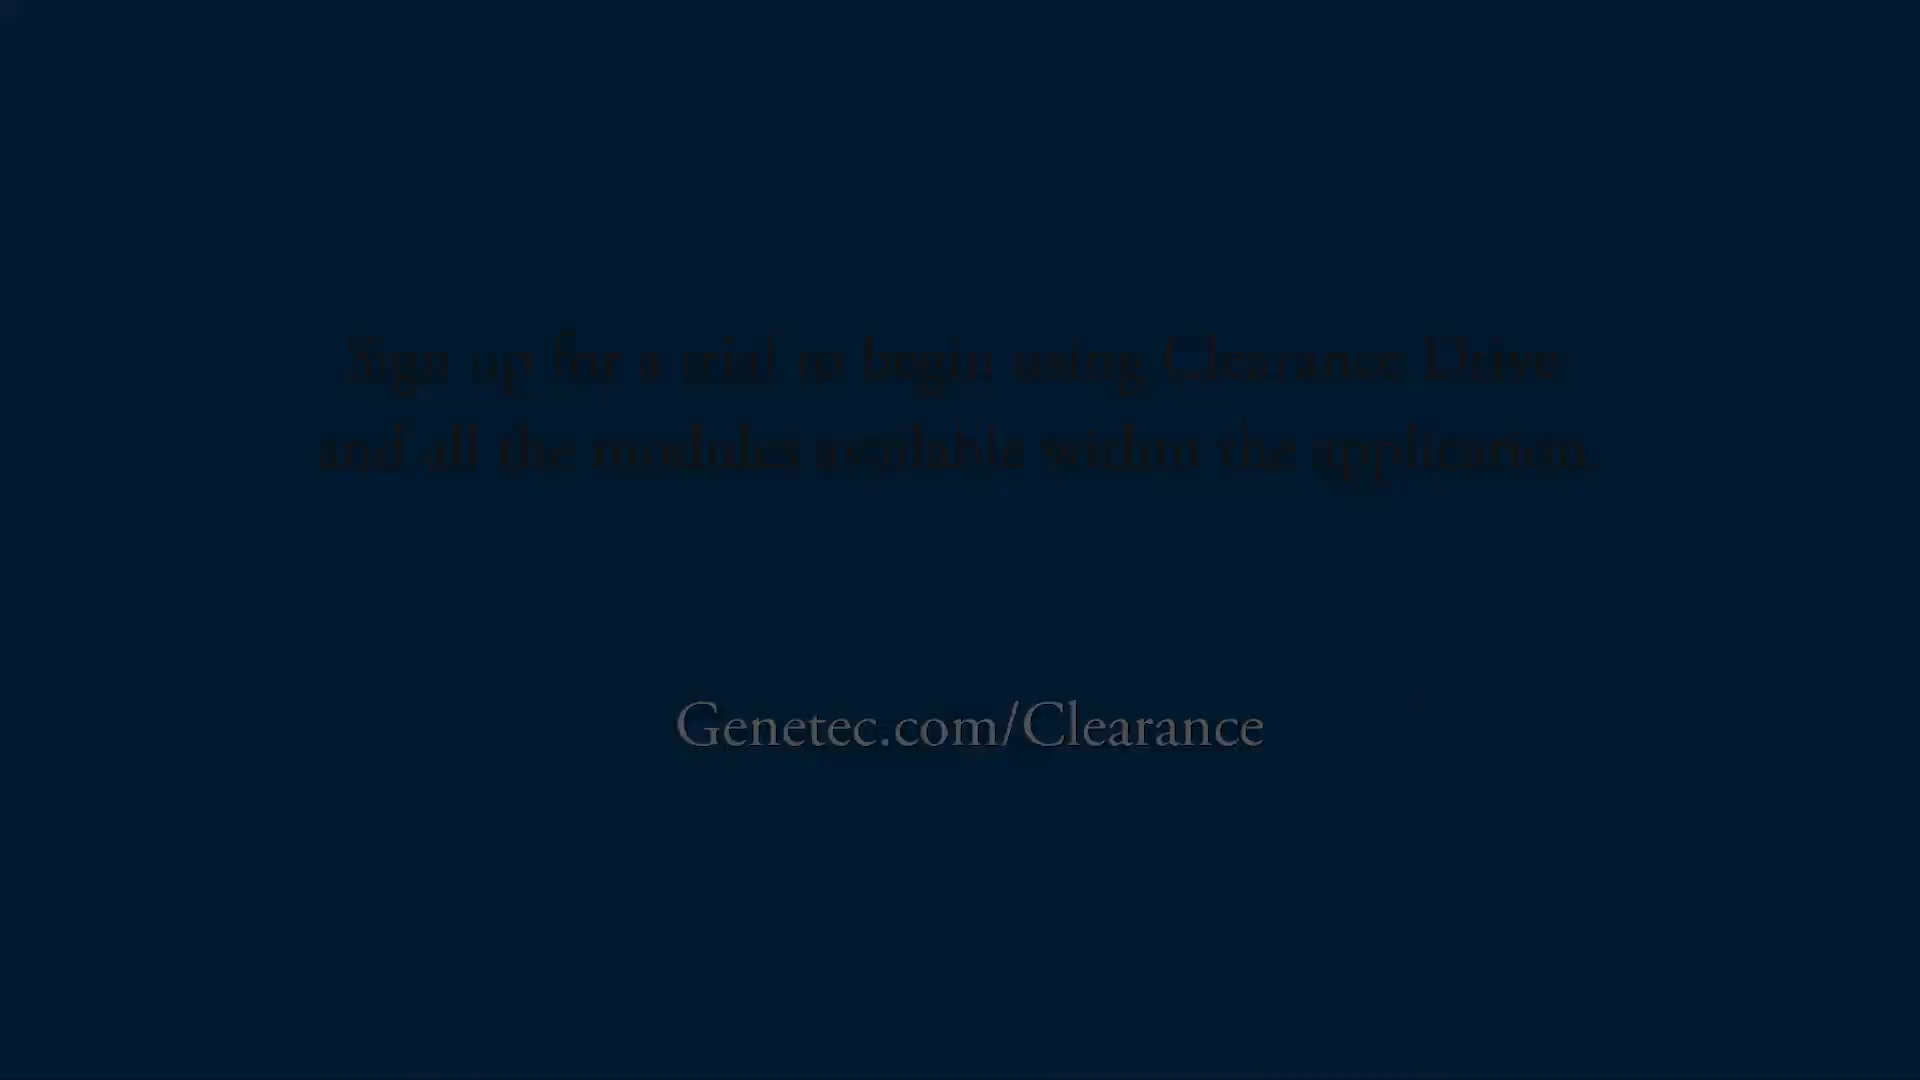 Sign up for a trial to begin using Clearance Drive
and all the modules available within the application.
Genetec.com/Clearance